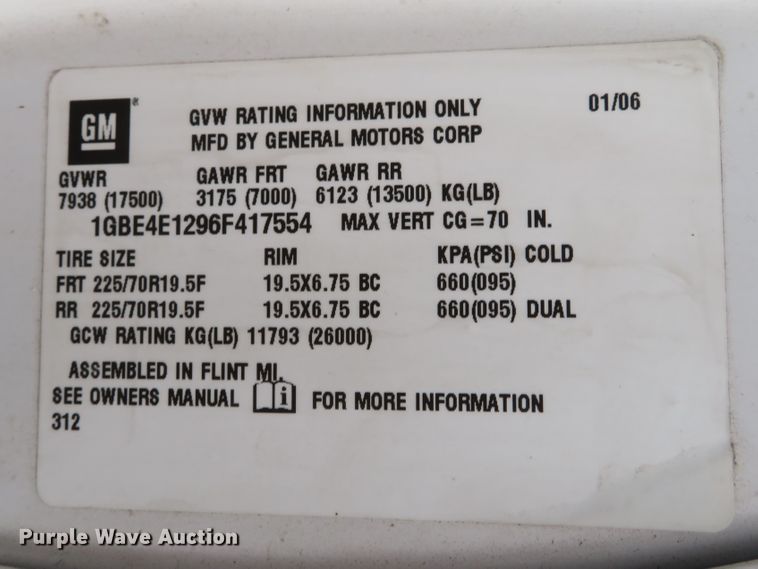 GM ®
GVW RATING INFORMATION ONLY 01/06
MFD BY GENERAL MOTORS CORP
GVWR GAWR FRT GAWR RR
7938 (17500) 3175 (7000) 6123 (13500) KG(LB)
1GBE4E1296F417554 MAX VERT CG=70 IN.
TIRE SIZE RIM KPA(PSI) COLD
FRT 225/70R19.5F 19.5X6.75 BC 660(095)
RR 225/70R19.5F 19.5X6.75 BC 660(095) DUAL
GCW RATING KG(LB) 11793 (26000)
ASSEMBLED IN FLINT MI.
SEE OWNERS MANUAL i FOR MORE INFORMATION
312
Purple Wave Auction